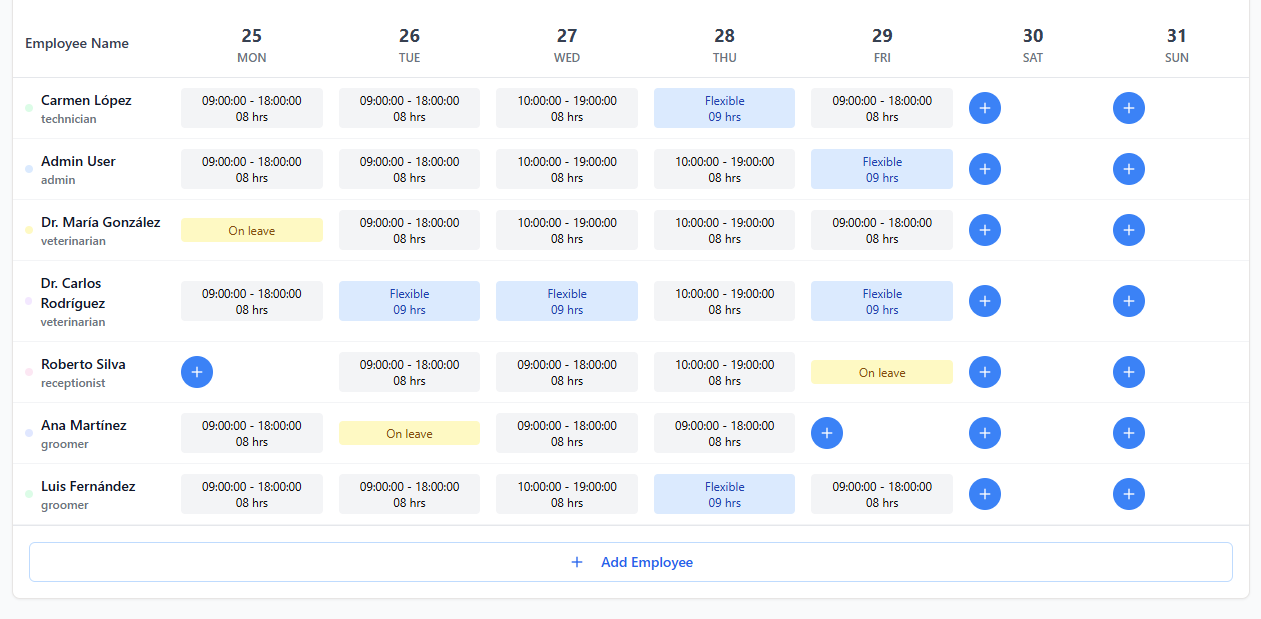 Employee Name
25 26 27 28 29 30 31
MON TUE WED THU FRI SAT SUN
Carmen López
technician
09:00:00 - 18:00:00
08 hrs
09:00:00 - 18:00:00
08 hrs
10:00:00 - 19:00:00
08 hrs
Flexible
09 hrs
09:00:00 - 18:00:00
08 hrs
Admin User
admin
09:00:00 - 18:00:00
08 hrs
09:00:00 - 18:00:00
08 hrs
10:00:00 - 19:00:00
08 hrs
10:00:00 - 19:00:00
08 hrs
Flexible
09 hrs
Dr. María González
veterinarian
On leave
09:00:00 - 18:00:00
08 hrs
10:00:00 - 19:00:00
08 hrs
10:00:00 - 19:00:00
08 hrs
09:00:00 - 18:00:00
08 hrs
Dr. Carlos
Rodríguez
veterinarian
09:00:00 - 18:00:00
08 hrs
Flexible
09 hrs
Flexible
09 hrs
10:00:00 - 19:00:00
08 hrs
Flexible
09 hrs
Roberto Silva
receptionist
09:00:00 - 18:00:00
08 hrs
09:00:00 - 18:00:00
08 hrs
10:00:00 - 19:00:00
08 hrs
On leave
Ana Martínez
groomer
09:00:00 - 18:00:00
08 hrs
On leave
09:00:00 - 18:00:00
08 hrs
09:00:00 - 18:00:00
08 hrs
Luis Fernández
groomer
09:00:00 - 18:00:00
08 hrs
09:00:00 - 18:00:00
08 hrs
10:00:00 - 19:00:00
08 hrs
Flexible
09 hrs
09:00:00 - 18:00:00
08 hrs
+ Add Employee